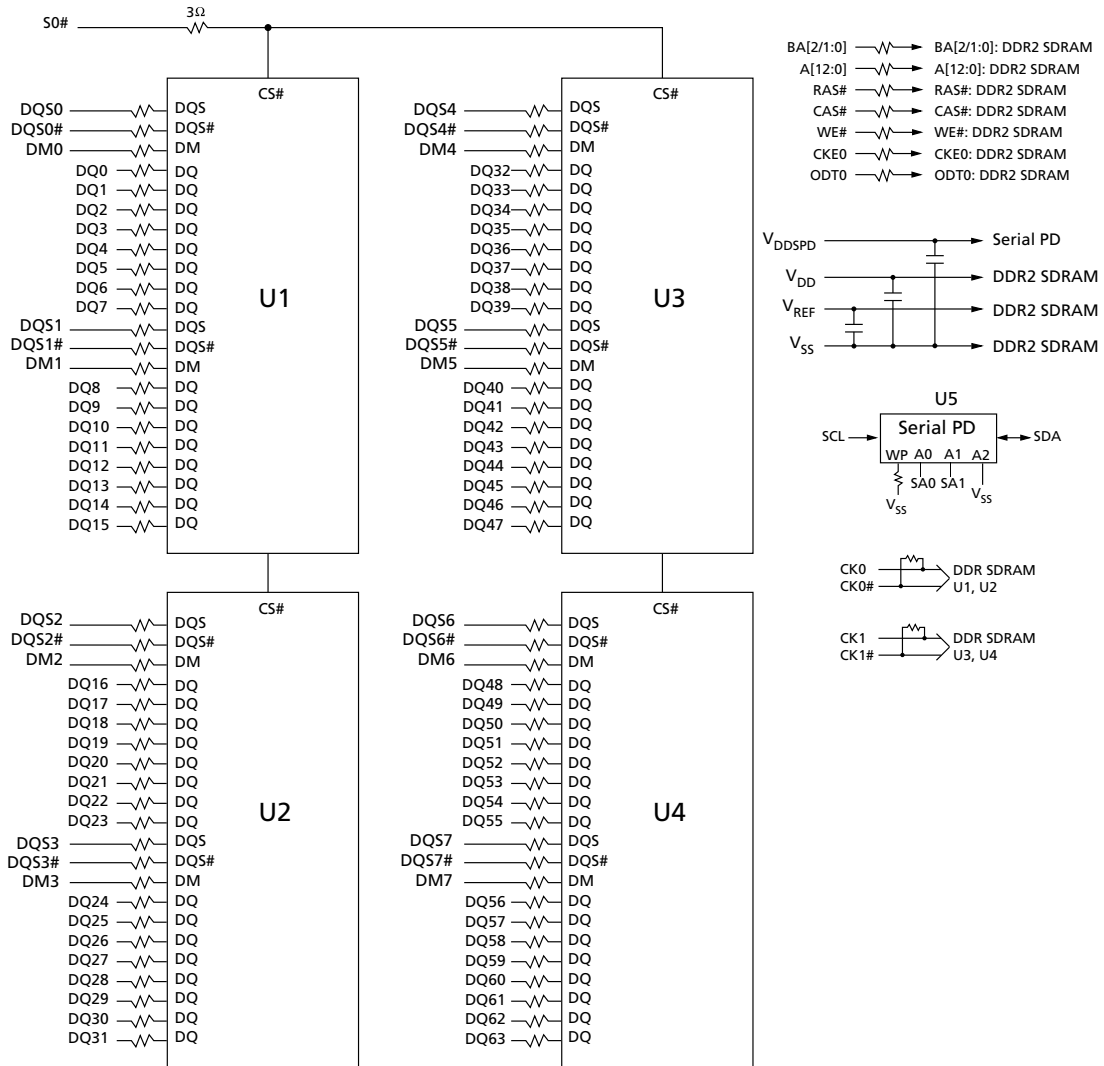 S0#
3Ω
CS#
DQS0 DQS
DQS0# DQS#
DM0 DM
DQ0 DQ
DQ1 DQ
DQ2 DQ
DQ3 DQ
DQ4 DQ
DQ5 DQ
DQ6 DQ
DQ7 DQ
DQS1 DQS
DQS1# DQS#
DM1 DM
DQ8 DQ
DQ9 DQ
DQ10 DQ
DQ11 DQ
DQ12 DQ
DQ13 DQ
DQ14 DQ
DQ15 DQ
U1
CS#
DQS2 DQS
DQS2# DQS#
DM2 DM
DQ16 DQ
DQ17 DQ
DQ18 DQ
DQ19 DQ
DQ20 DQ
DQ21 DQ
DQ22 DQ
DQ23 DQ
DQS3 DQS
DQS3# DQS#
DM3 DM
DQ24 DQ
DQ25 DQ
DQ26 DQ
DQ27 DQ
DQ28 DQ
DQ29 DQ
DQ30 DQ
DQ31 DQ
U2
CS#
DQS4 DQS
DQS4# DQS#
DM4 DM
DQ32 DQ
DQ33 DQ
DQ34 DQ
DQ35 DQ
DQ36 DQ
DQ37 DQ
DQ38 DQ
DQ39 DQ
DQS5 DQS
DQS5# DQS#
DM5 DM
DQ40 DQ
DQ41 DQ
DQ42 DQ
DQ43 DQ
DQ44 DQ
DQ45 DQ
DQ46 DQ
DQ47 DQ
U3
CS#
DQS6 DQS
DQS6# DQS#
DM6 DM
DQ48 DQ
DQ49 DQ
DQ50 DQ
DQ51 DQ
DQ52 DQ
DQ53 DQ
DQ54 DQ
DQ55 DQ
DQS7 DQS
DQS7# DQS#
DM7 DM
DQ56 DQ
DQ57 DQ
DQ58 DQ
DQ59 DQ
DQ60 DQ
DQ61 DQ
DQ62 DQ
DQ63 DQ
U4
BA[2/1:0] BA[2/1:0]: DDR2 SDRAM
A[12:0] A[12:0]: DDR2 SDRAM
RAS# RAS#: DDR2 SDRAM
CAS# CAS#: DDR2 SDRAM
WE# WE#: DDR2 SDRAM
CKE0 CKE0: DDR2 SDRAM
ODT0 ODT0: DDR2 SDRAM
VDDSPD Serial PD
VDD DDR2 SDRAM
VREF DDR2 SDRAM
VSS DDR2 SDRAM
U5
Serial PD
SCL SDA
WP A0 A1 A2
VSS SA0 SA1 VSS
CK0 DDR SDRAM
CK0# U1, U2
CK1 DDR SDRAM
CK1# U3, U4